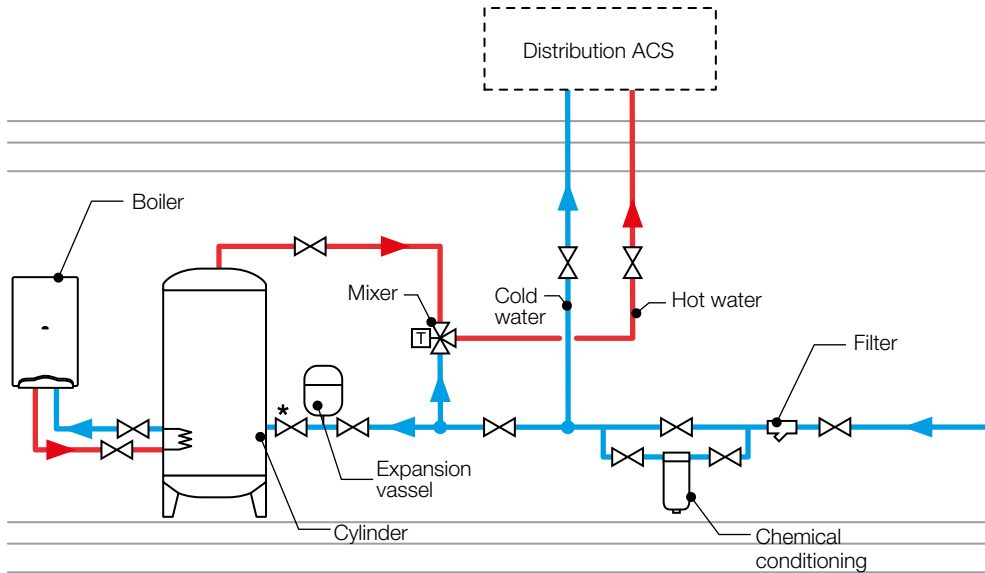 Distribution ACS
Boiler
Mixer
T
Cold
water
Hot water
Filter
*
Expansion
vassel
Cylinder
Chemical
conditioning